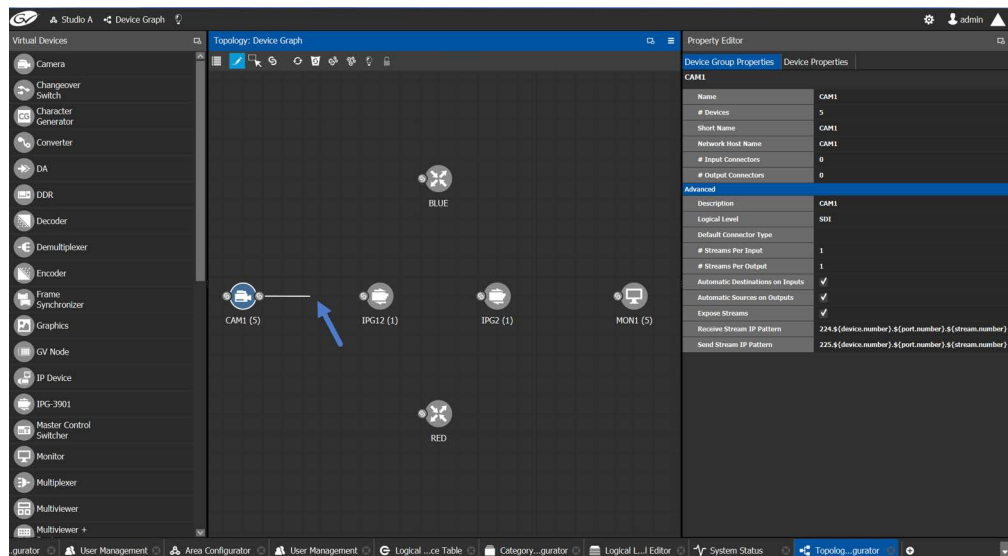 GV Studio A Device Graph admin
Virtual Devices
Camera
Changeover
Switch
CG Character
Generator
Converter
DA
DDR
Decoder
Demultiplexer
Encoder
Frame
Synchronizer
Graphics
GV Node
IP Device
IPG-3901
Master Control
Switcher
Monitor
Multiplexer
Multiviewer
Multiviewer +
Topology: Device Graph
BLUE
CAM1 (5) IPG12 (1) IPG2 (1) MON1 (5)
RED
Property Editor
Device Group Properties Device Properties
CAM1
Name CAM1
# Devices 5
Short Name CAM1
Network Host Name CAM1
# Input Connectors 0
# Output Connectors 0
Advanced
Description CAM1
Logical Level SDI
Default Connector Type
# Streams Per Input 1
# Streams Per Output 1
Automatic Destinations on Inputs
Automatic Sources on Outputs
Expose Streams
Receive Stream IP Pattern 224.${device.number}.${port.number}.${stream.number}
Send Stream IP Pattern 225.${device.number}.${port.number}.${stream.number}
.gurator User Management Area Configurator User Management Logical ...ce Table Category...gurator Logical L...l Editor System Status Topolog...gurator